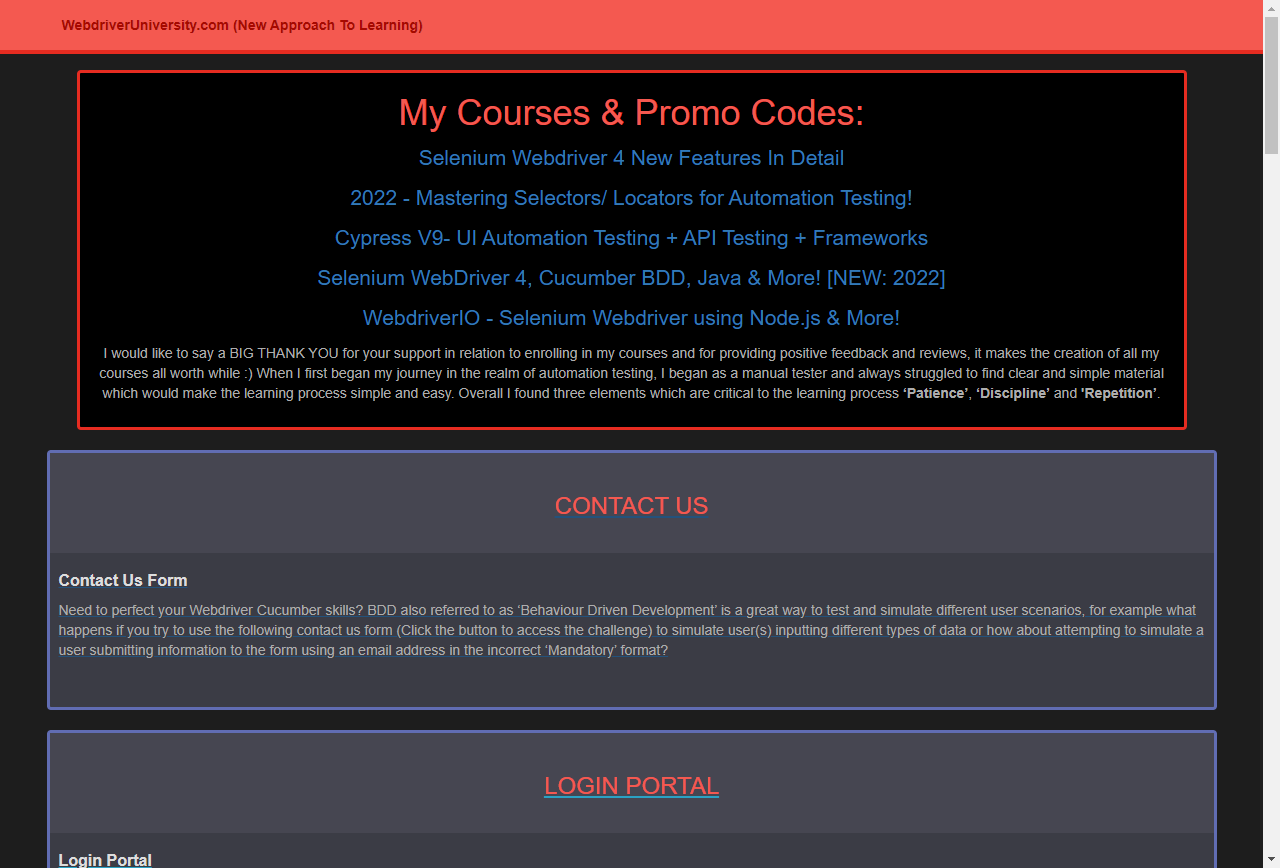 WebdriverUniversity.com (New Approach To Learning)
My Courses & Promo Codes:
Selenium Webdriver 4 New Features In Detail
2022 - Mastering Selectors/ Locators for Automation Testing!
Cypress V9- UI Automation Testing + API Testing + Frameworks
Selenium WebDriver 4, Cucumber BDD, Java & More! [NEW: 2022]
WebdriverIO - Selenium Webdriver using Node.js & More!
I would like to say a BIG THANK YOU for your support in relation to enrolling in my courses and for providing positive feedback and reviews, it makes the creation of all my
courses all worth while :) When I first began my journey in the realm of automation testing, I began as a manual tester and always struggled to find clear and simple material
which would make the learning process simple and easy. Overall I found three elements which are critical to the learning process ‘Patience’, ‘Discipline’ and 'Repetition’.
CONTACT US
Contact Us Form
Need to perfect your Webdriver Cucumber skills? BDD also referred to as ‘Behaviour Driven Development’ is a great way to test and simulate different user scenarios, for example what
happens if you try to use the following contact us form (Click the button to access the challenge) to simulate user(s) inputting different types of data or how about attempting to simulate a
user submitting information to the form using an email address in the incorrect ‘Mandatory’ format?
LOGIN PORTAL
Login Portal